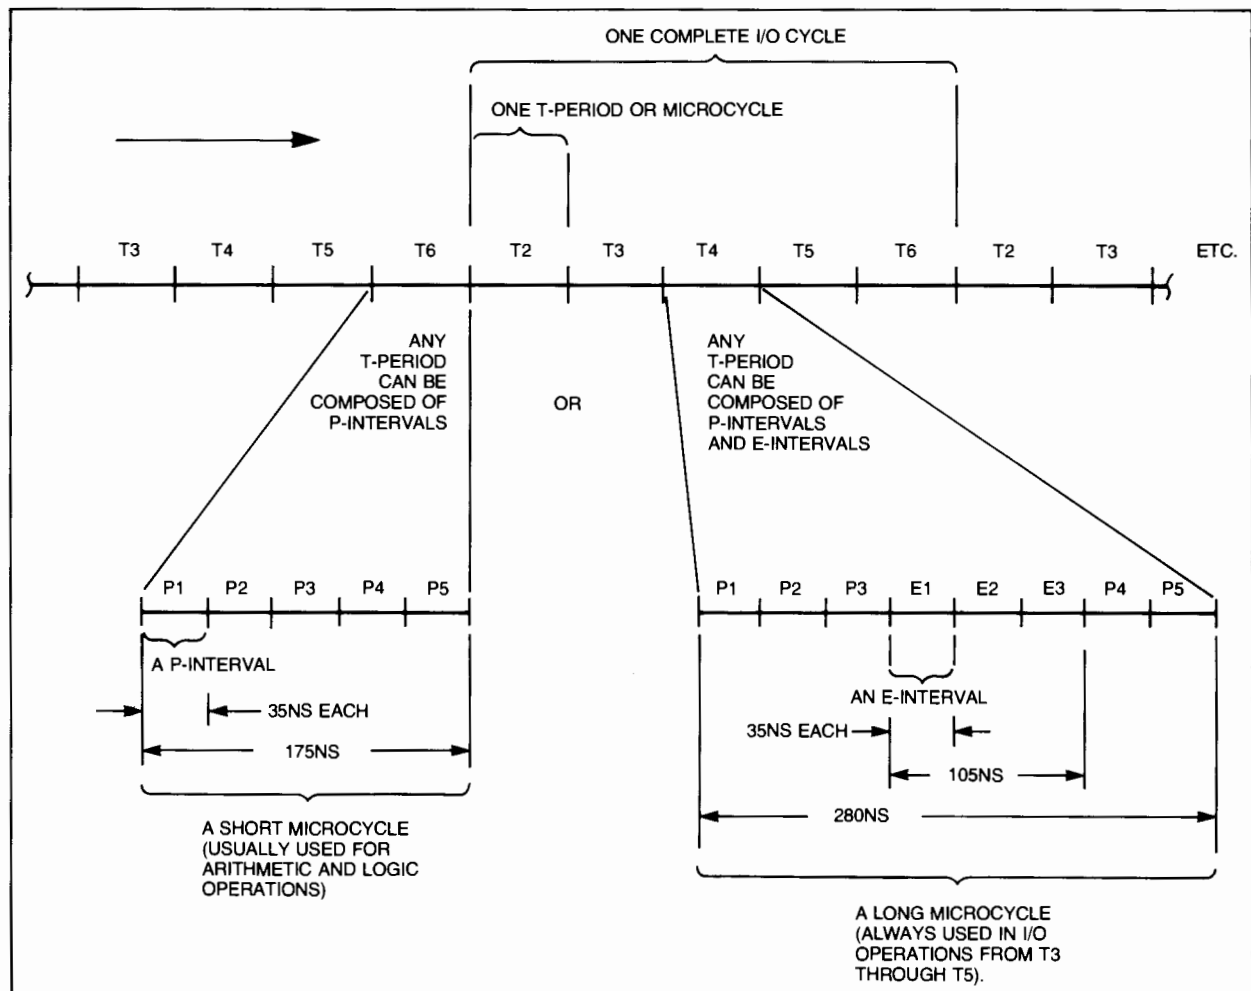 ONE COMPLETE I/O CYCLE
ONE T-PERIOD OR MICROCYCLE
T3 T4 T5 T6 T2 T3 T4 T5 T6 T2 T3 ETC.
ANY
T-PERIOD
CAN BE
COMPOSED OF
P-INTERVALS
OR
ANY
T-PERIOD
CAN BE
COMPOSED OF
P-INTERVALS
AND E-INTERVALS
P1 P2 P3 P4 P5
A P-INTERVAL
35NS EACH
175NS
A SHORT MICROCYCLE
(USUALLY USED FOR
ARITHMETIC AND LOGIC
OPERATIONS)
P1 P2 P3 E1 E2 E3 P4 P5
AN E-INTERVAL
35NS EACH
105NS
280NS
A LONG MICROCYCLE
(ALWAYS USED IN I/O
OPERATIONS FROM T3
THROUGH T5).